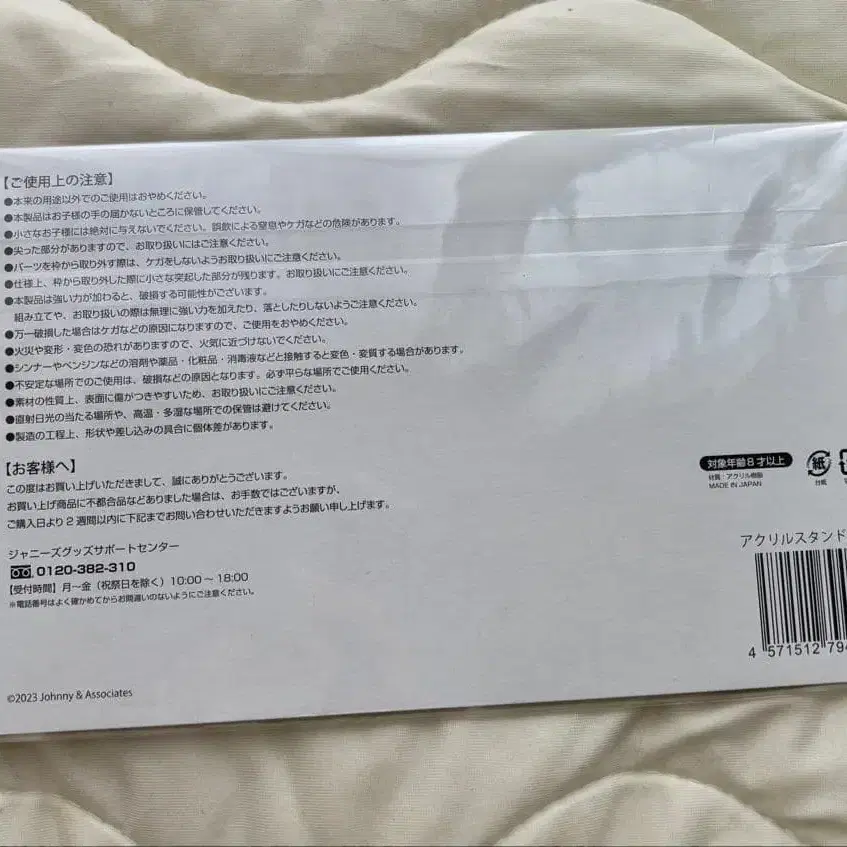 【ご使用上の注意】
●本来の用途以外でのご使用はおやめください。
●本製品はお子様の手の届かないところに保管してください。
●小さなお子様には絶対に与えないでください。誤飲による窒息やケガなどの危険があります。
●尖った部分がありますので、お取り扱いにはご注意ください。
●パーツを枠から取り外す際は、ケガをしないようお取り扱いにご注意ください。
●仕様上、枠から取り外した際に小さな突起した部分が残ります。お取り扱いにご注意ください。
●本製品は強い力が加わると、破損する可能性がございます。
組み立てや、お取り扱いの際は無理に強い力を加えたり、落としたりしないようご注意ください。
●万一破損した場合はケガなどの原因になりますので、ご使用をおやめください。
●火災や変形・変色の恐れがありますので、火気に近づけないでください。
●シンナーやベンジンなどの溶剤や薬品・化粧品・消毒液などと接触すると変色・変質する場合があります。
●不安定な場所でのご使用は、破損などの原因となります。必ず平らな場所でご使用ください。
●素材の性質上、表面に傷がつきやすいため、お取り扱いにご注意ください。
●直射日光の当たる場所や、高温・多湿な場所での保管は避けてください。
●製造の工程上、形状や差し込みの具合に個体差があります。
【お客様へ】
この度はお買い上げいただきまして、誠にありがとうございます。
お買い上げ商品に不都合品などありました場合は、お手数ではございますが、
ご購入日より2週間以内に下記までお問い合わせいただきますようお願い申し上げます。
ジャニーズグッズサポートセンター
0120-382-310
【受付時間】月〜金(祝祭日を除く)10:00〜18:00
※電話番号はよく確かめてからお間違いのないようにご注意ください。
©2023 Johnny & Associates
対象年齢8才以上
材質:アクリル樹脂
MADE IN JAPAN
紙
台紙
アクリルスタンド
4 571512 794